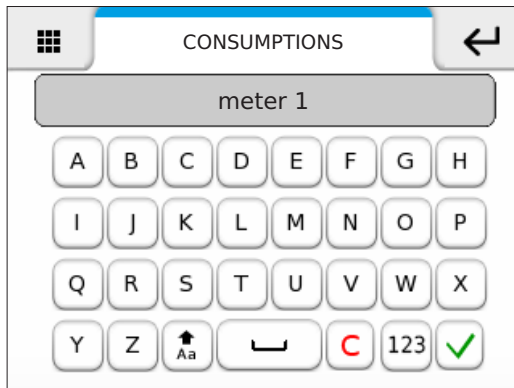 CONSUMPTIONS
meter 1
A B C D E F G H
I J K L M N O P
Q R S T U V W X
Y Z Aa C 123